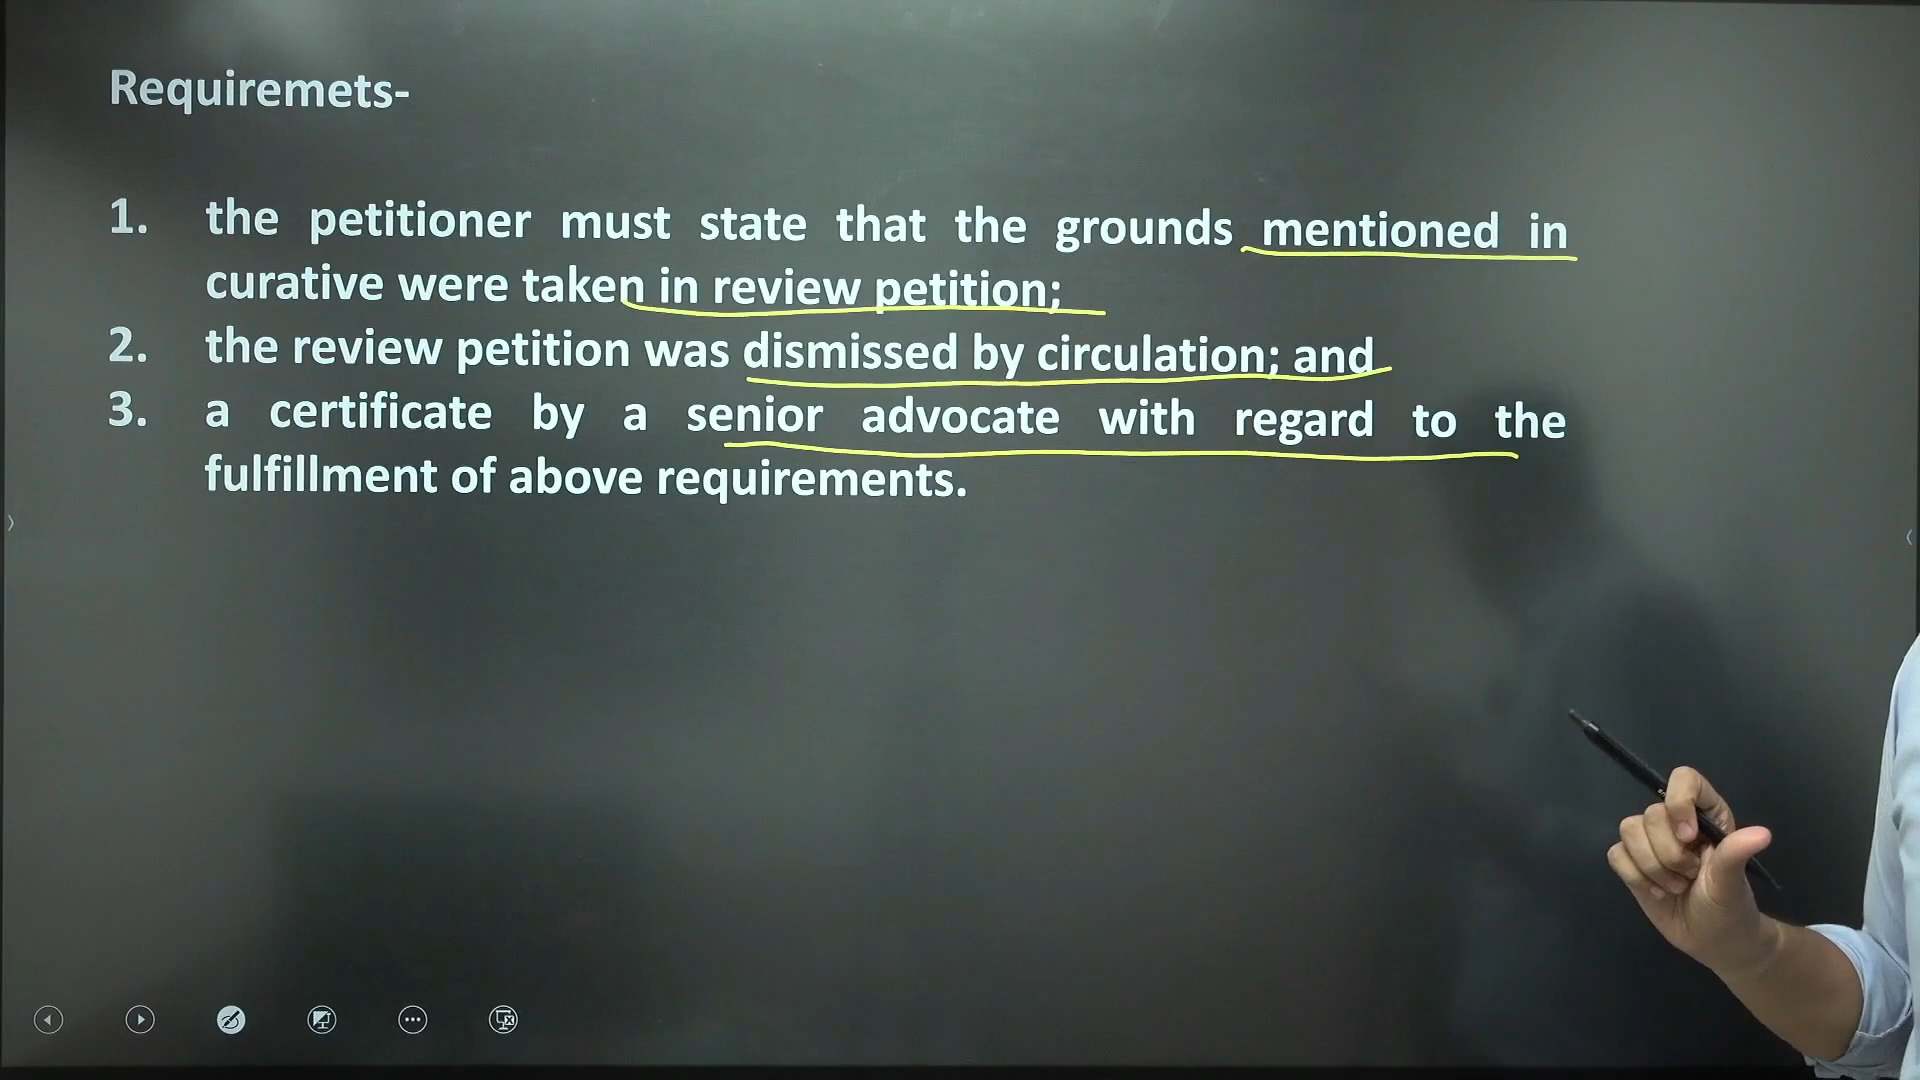 Requiremets-
1. the petitioner must state that the grounds mentioned in
curative were taken in review petition;
2. the review petition was dismissed by circulation; and
3. a certificate by a senior advocate with regard to the
fulfillment of above requirements.